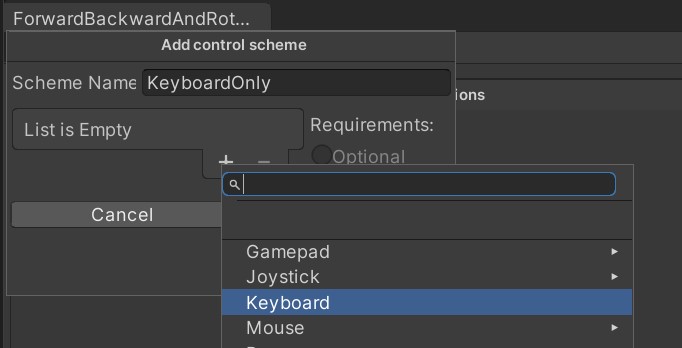 ForwardBackwardAndRot...
Add control scheme
Scheme Name KeyboardOnly
ions
List is Empty
Requirements:
+ −
Optional
Cancel
Gamepad
Joystick
Keyboard
Mouse